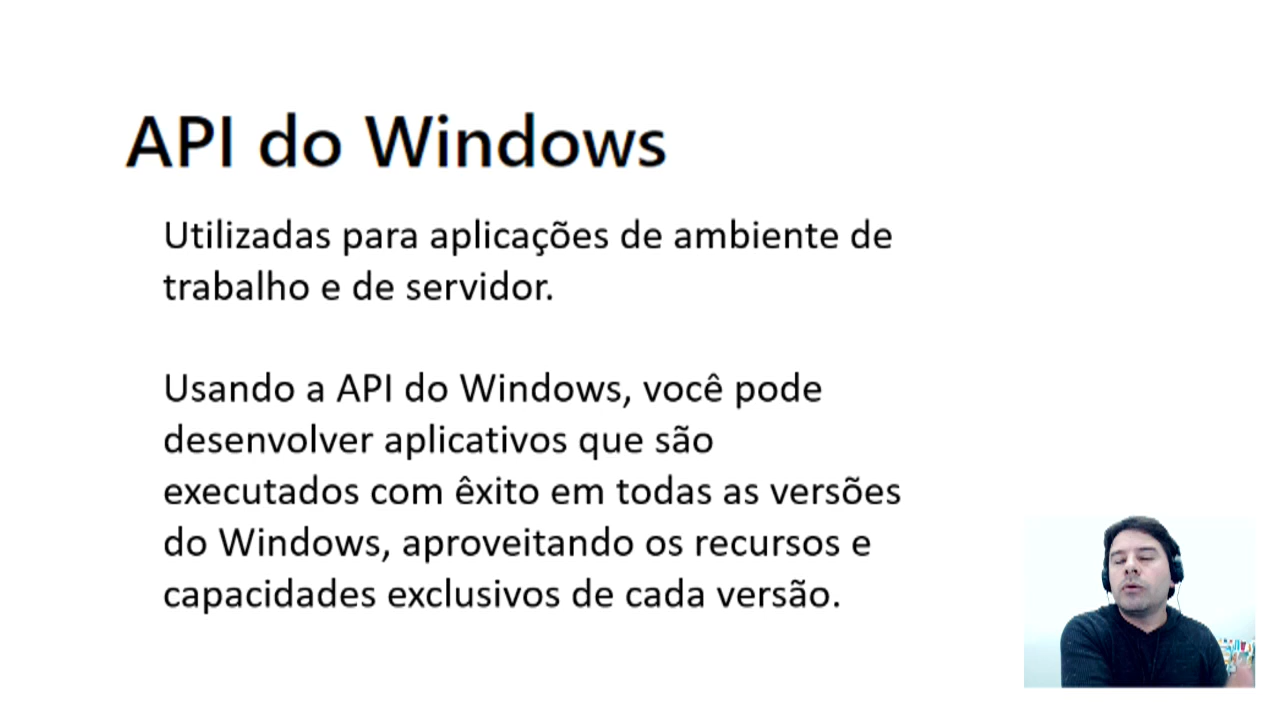 API do Windows
Utilizadas para aplicações de ambiente de
trabalho e de servidor.
Usando a API do Windows, você pode
desenvolver aplicativos que são
executados com êxito em todas as versões
do Windows, aproveitando os recursos e
capacidades exclusivos de cada versão.